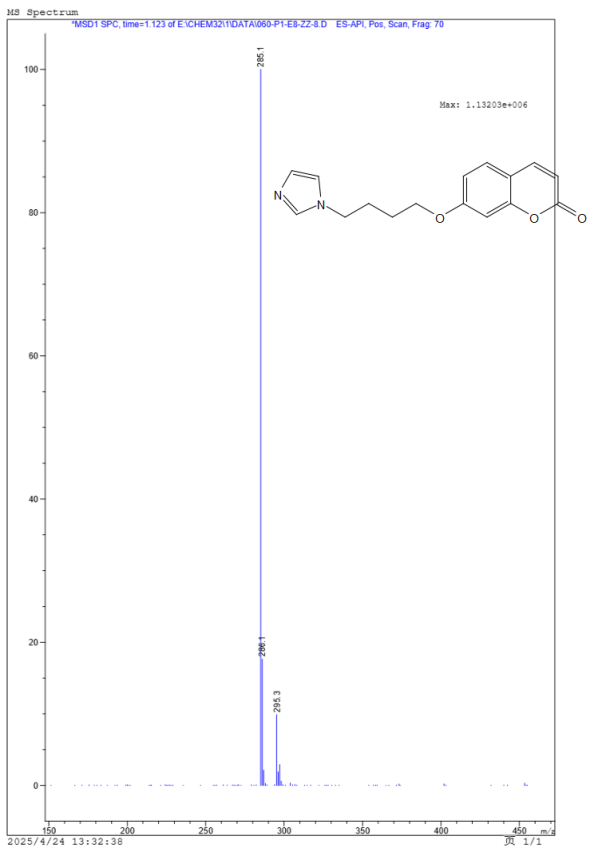 MS Spectrum
*MSD1 SPC, time=1.123 of E:\CHEM32\1\DATA\060-P1-E8-ZZ-8.D    ES-API, Pos, Scan, Frag: 70
285.1
100
Max: 1.13203e+006
N
N
O
O
O
80
60
40
20
286.1
295.3
0
150
200
250
300
350
400
450
m/z
2025/4/24 13:32:38
页 1/1